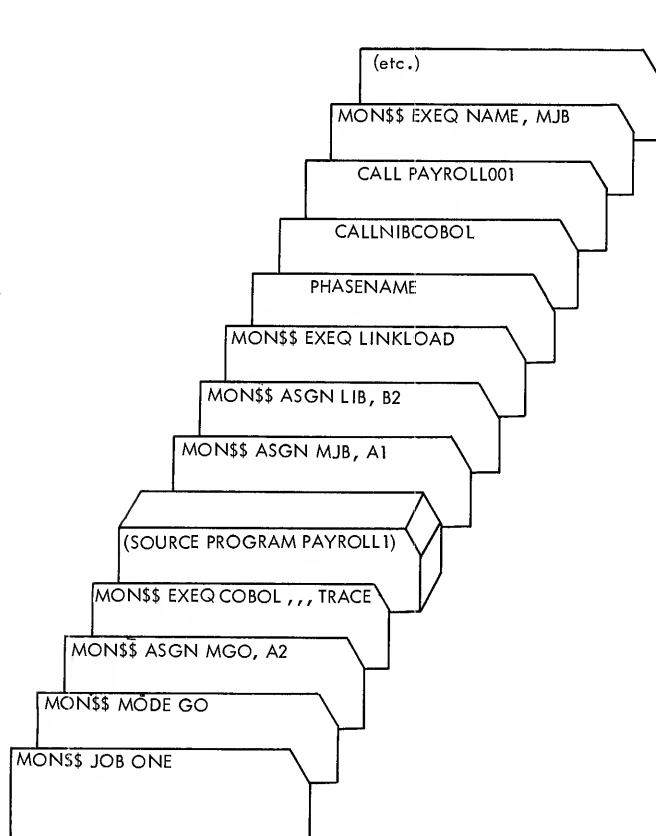 (etc.)
MON$$ EXEQ NAME, MJB
CALL PAYROLL001
CALLNIBCOBOL
PHASENAME
MON$$ EXEQ LINKLOAD
MON$$ ASGN LIB, B2
MON$$ ASGN MJB, A1
(SOURCE PROGRAM PAYROLL1)
MON$$ EXEQ COBOL ,,, TRACE
MON$$ ASGN MGO, A2
MON$$ MODE GO
MON$$ JOB ONE